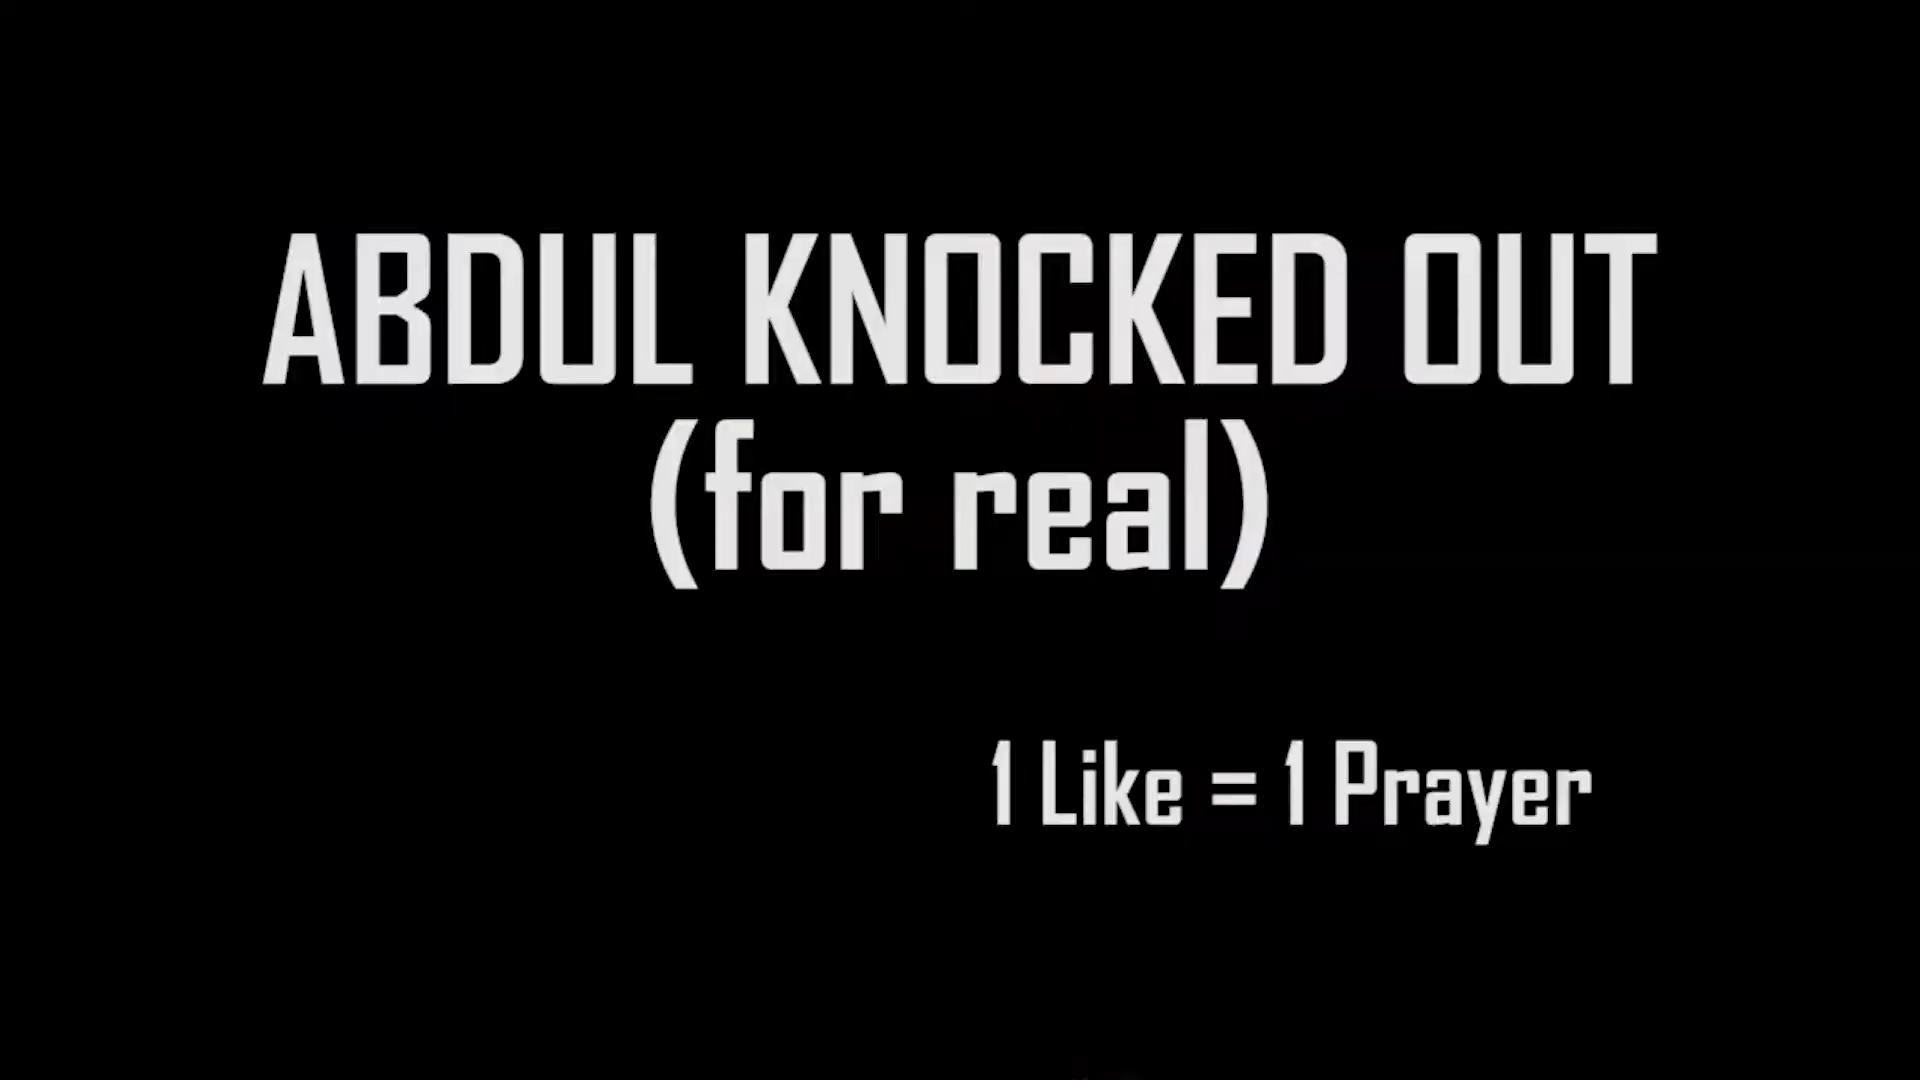 ABDUL KNOCKED OUT
(for real)
1 Like = 1 Prayer